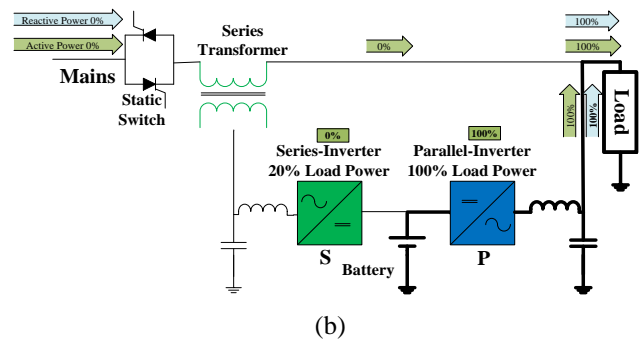 Reactive Power 0%
Active Power 0%
Mains
Static
Switch
Series
Transformer
0%
100%
100%
100%
100%
Load
0%
Series-Inverter
20% Load Power
S
100%
Parallel-Inverter
100% Load Power
P
Battery
(b)